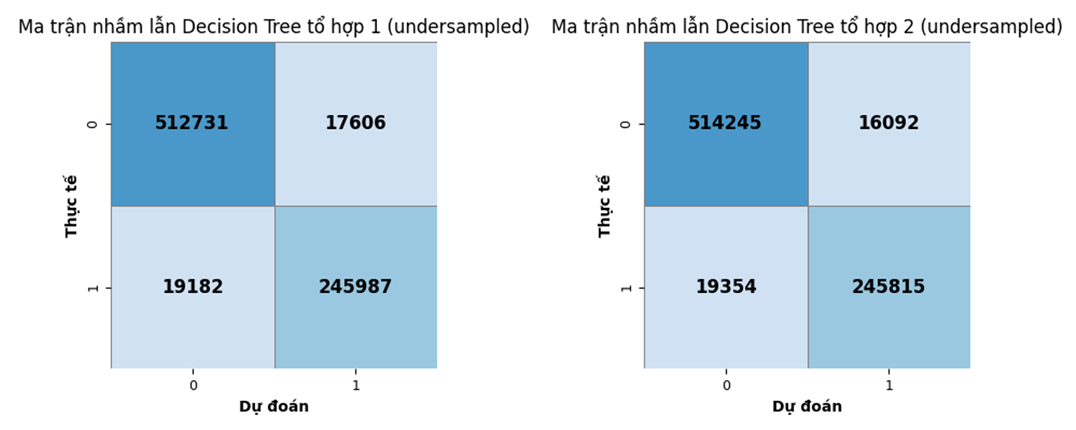 Ma trận nhầm lẫn Decision Tree tổ hợp 1 (undersampled)
0
512731
17606
Thực tế
1
19182
245987
0
1
Dự đoán
Ma trận nhầm lẫn Decision Tree tổ hợp 2 (undersampled)
0
514245
16092
Thực tế
1
19354
245815
0
1
Dự đoán